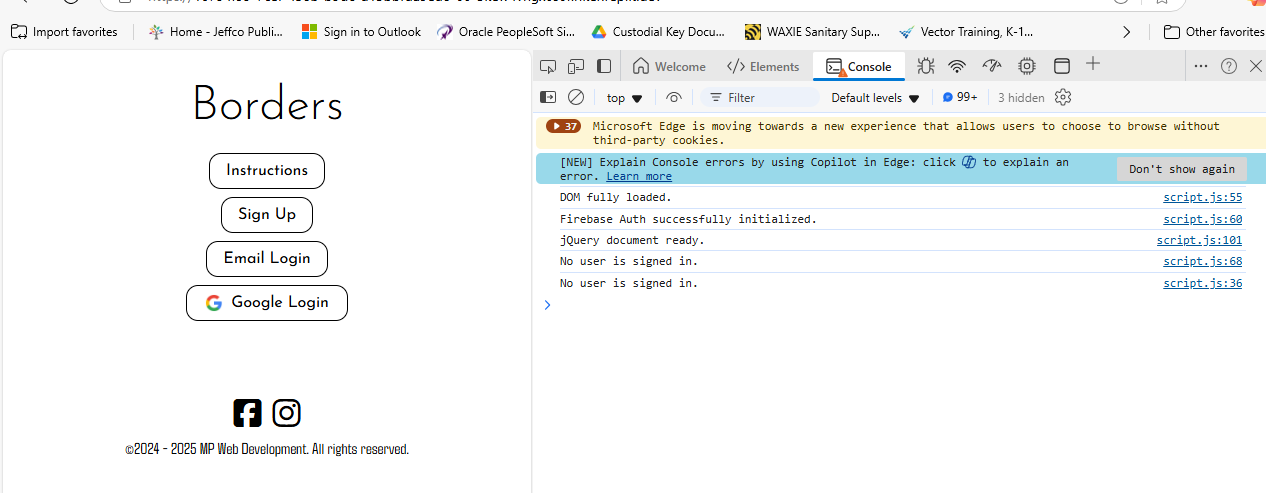 Import favorites
Home - Jeffco Publi...
Sign in to Outlook
Oracle PeopleSoft Si...
Custodial Key Docu...
WAXIE Sanitary Sup...
Vector Training, K-1...
Other favorites
Borders
Instructions
Sign Up
Email Login
Google Login
©2024 - 2025 MP Web Development. All rights reserved.
Welcome
Elements
Console
top
Filter
Default levels
99+
3 hidden
37
Microsoft Edge is moving towards a new experience that allows users to choose to browse without
third-party cookies.
[NEW] Explain Console errors by using Copilot in Edge: click to explain an
error. Learn more
Don't show again
DOM fully loaded. script.js:55
Firebase Auth successfully initialized. script.js:60
jQuery document ready. script.js:101
No user is signed in. script.js:68
No user is signed in. script.js:36